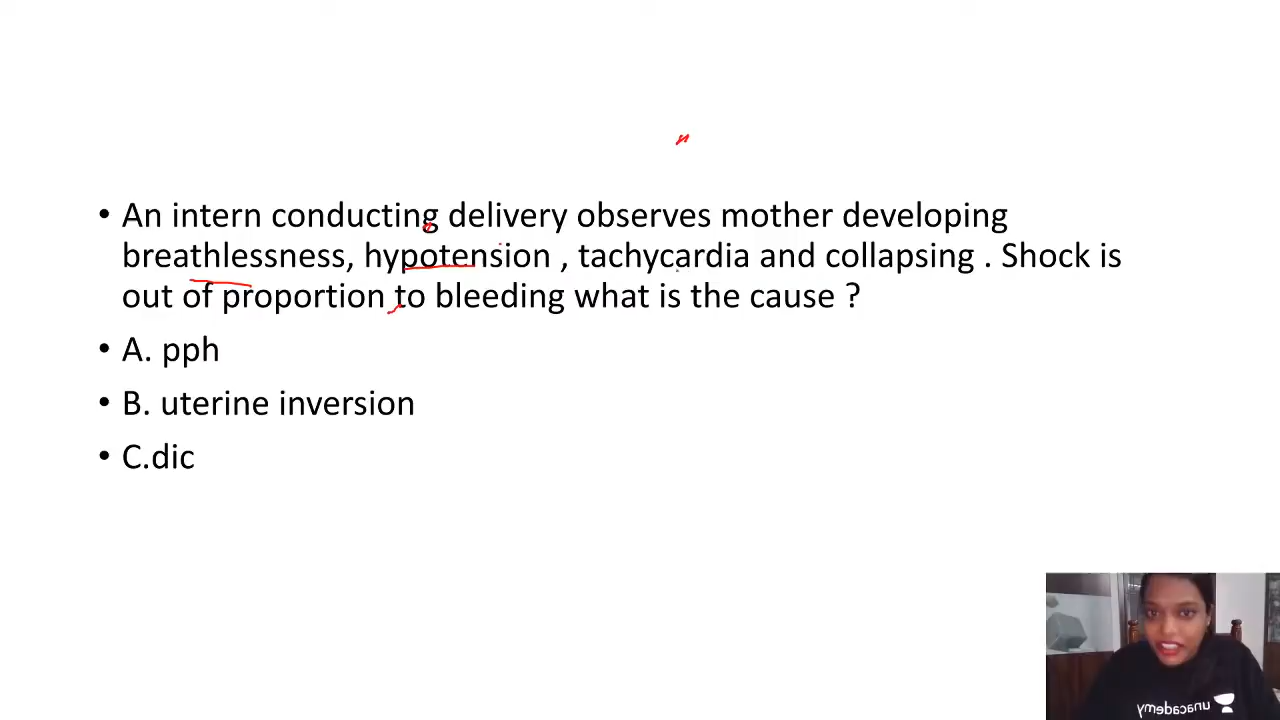 • An intern conducting delivery observes mother developing
breathlessness, hypotension , tachycardia and collapsing . Shock is
out of proportion to bleeding what is the cause ?
• A. pph
• B. uterine inversion
• C.dic
unacademy